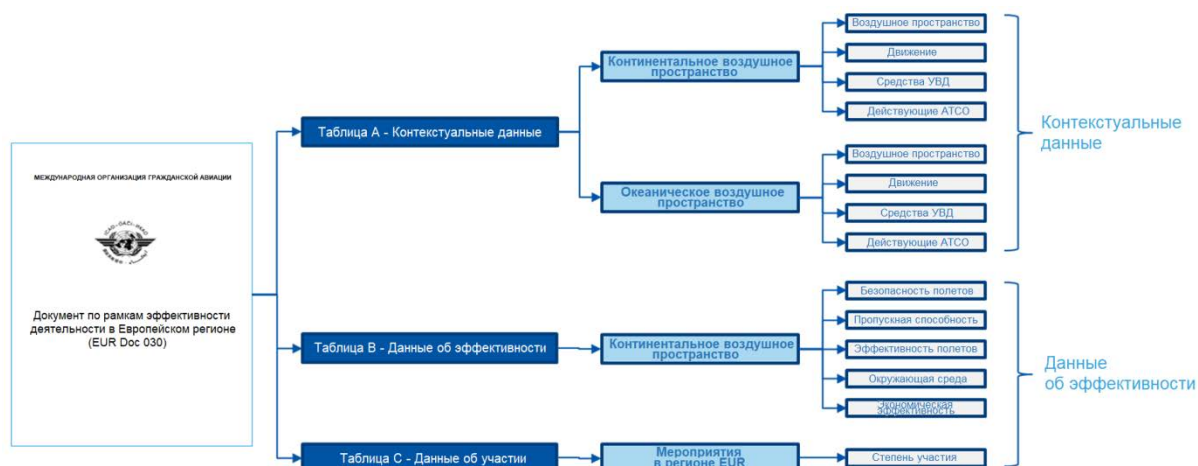 МЕЖДУНАРОДНАЯ ОРГАНИЗАЦИЯ ГРАЖДАНСКОЙ АВИАЦИИ
Документ по рамкам эффективности
деятельности в Европейском регионе
(EUR Doc 030)
Таблица A - Контекстуальные данные
Континентальное воздушное
пространство
Воздушное пространство
Движение
Средства УВД
Действующие АТСО
Океаническое воздушное
пространство
Воздушное пространство
Движение
Средства УВД
Действующие АТСО
Контекстуальные
данные
Таблица B - Данные об эффективности
Континентальное воздушное
пространство
Безопасность полетов
Пропускная способность
Эффективность полетов
Окружающая среда
Экономическая
эффективность
Таблица C - Данные об участии
Мероприятия
в регионе EUR
Степень участия
Данные
об эффективности